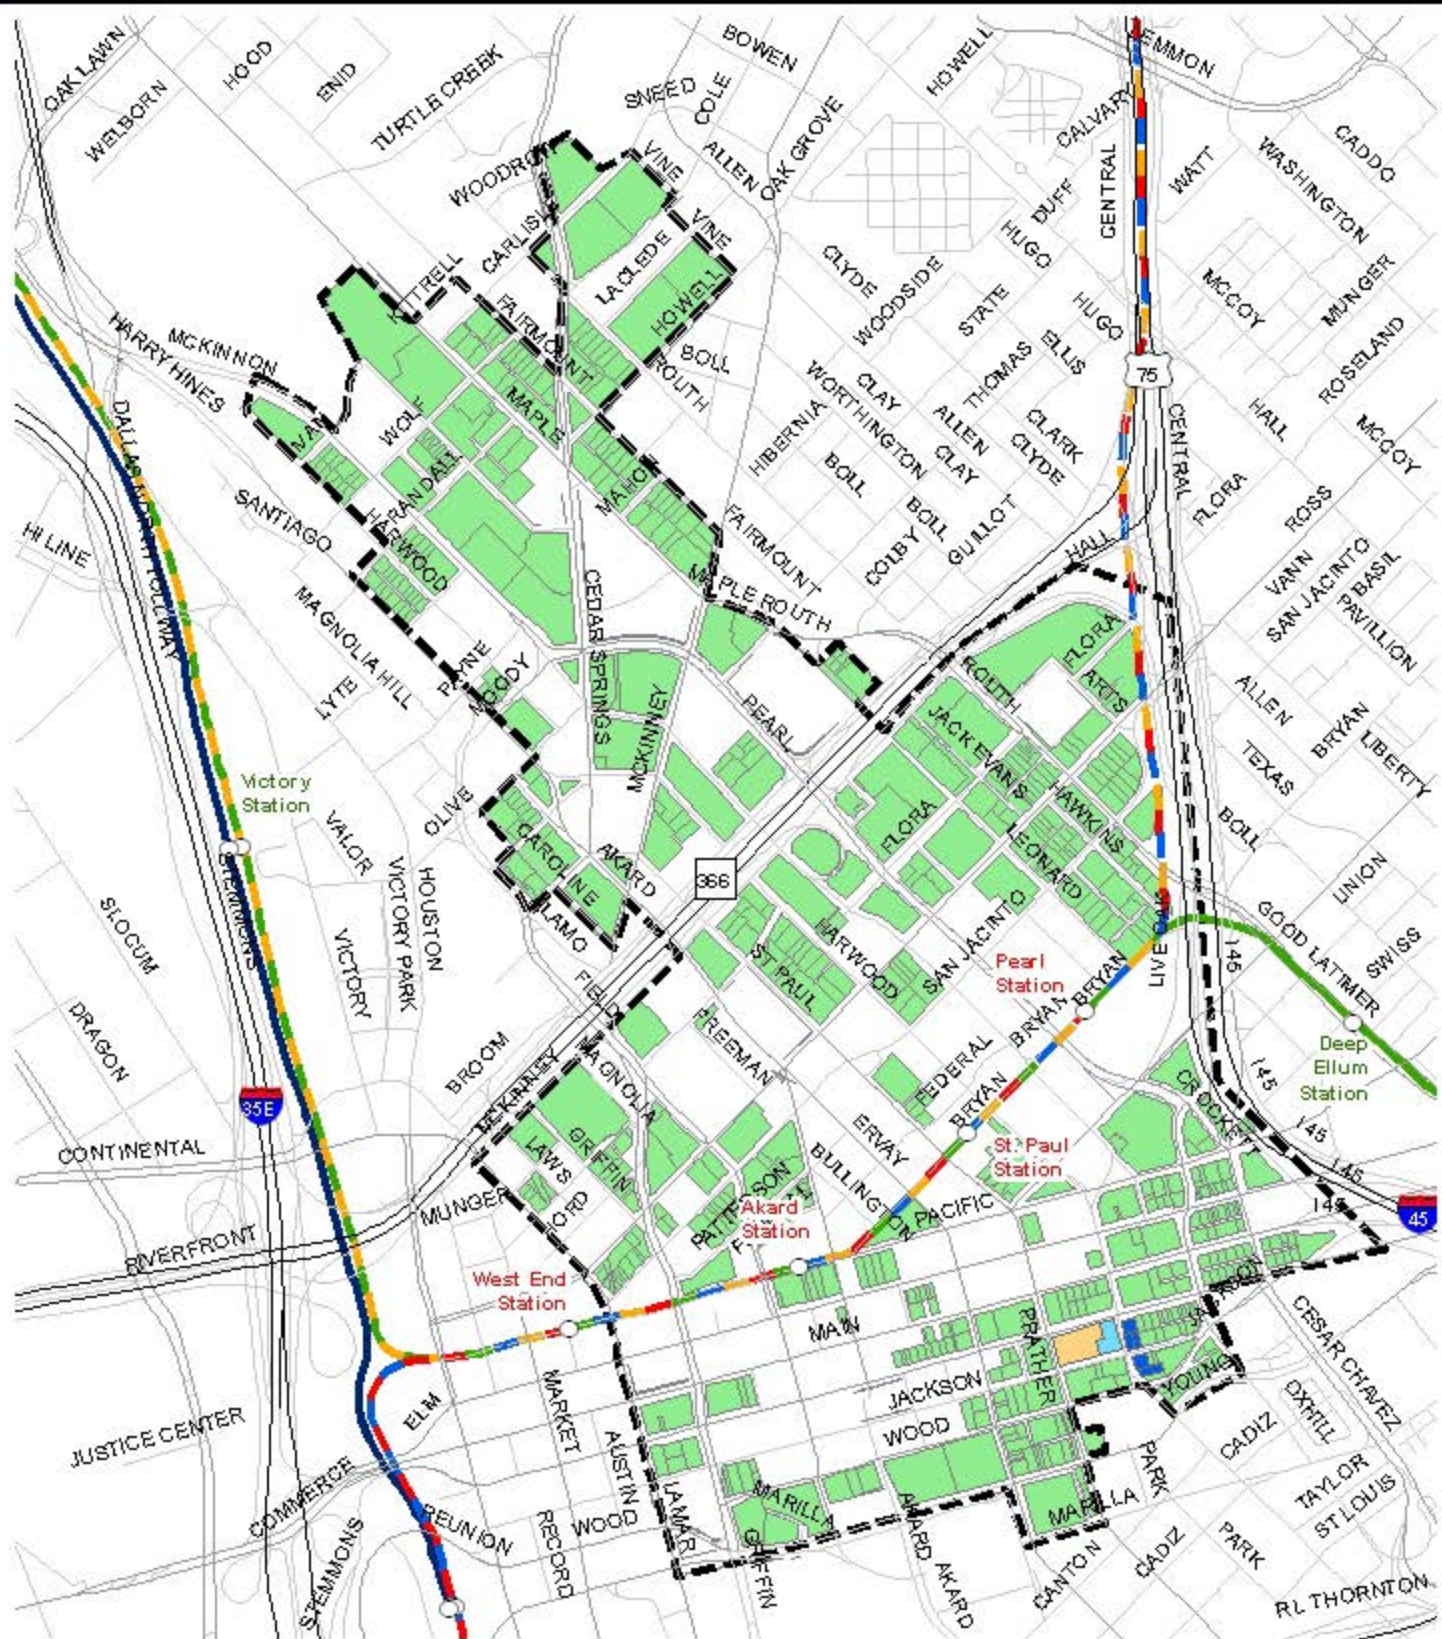 OAK LAWN
WELBORN
HOOD
ENID
TURTLE CREEK
SNEED
COLE
BOWEN
HOWELL
LEMMON
OAK GROVE
ALLEN
VINE
CALVARY
CENTRAL
WATT
WASHINGTON
CADDO
DUFF
HUGO
CARLISLE
LACLEDE
VINE
HOWELL
CLYDE
WOODSIDE
STATE
HUGO
MCCOY
MUNGER
ROSELAND
FAIRMOUNT
MCKINNON
HARRY HINES
BOLL
ROUTH
THOMAS
ELLIS
75
CLAY
WORTHINGTON
ALLEN
CLARK
CLYDE
CENTRAL
HALL
MCCOY
MAPLE
WOLF
HIBERNIA
BOLL
CLAY
MAHON
RANDALL
HARWOOD
SANTIAGO
HI LINE
DALLAS NORTH TOLLWAY
FAIRMOUNT
COLBY
BOLL
GUILLOT
FLORA
ROSS
HALL
VANN
SAN JACINTO
BASIL
PAVILLION
MAPLE ROUTH
CEDAR SPRINGS
MAGNOLIA HILL
LYTE
PAYNE
MOODY
MCKINNEY
PEARL
ROUTH
FLORA
ARTS
ALLEN
BRYAN
LIBERTY
TEXAS
JACK EVANS
HAWKINS
Victory
Station
OLIVE
VALOR
CAROLINE
AKARD
366
FLORA
LEONARD
BOLL
UNION
STEMMONS
VICTORY PARK
HOUSTON
VICTORY
ALAMO
FIELD
ST PAUL
HARWOOD
SAN JACINTO
Pearl
Station
LIVE OAK
BRYAN
BRYAN
I45
GOOD LATIMER
SWISS
SLOCUM
DRAGON
BROOM
MCKINNEY
MAGNOLIA
FREEMAN
FEDERAL
BRYAN
Deep
Ellum
Station
I45
CROCKETT
I45
I45
I45
45
35E
CONTINENTAL
LAWS
GRIFFIN
ORD
ERVAY
BULLINGTON
St. Paul
Station
PACIFIC
PATTERSON
Akard
Station
MUNGER
RIVERFRONT
West End
Station
MAIN
PRATHER
JACKSON
CESAR CHAVEZ
YOUNG
JACKSON
WOOD
ELM
MARKET
AUSTIN
LAMAR
JUSTICE CENTER
COMMERCE
REUNION
STEMMONS
RECORD
WOOD
MARILLA
GRIFFIN
AKARD
AKARD
MARILLA
PARK
CADIZ
OXHILL
TAYLOR
ST LOUIS
CANTON
CADIZ
PARK
RL THORNTON